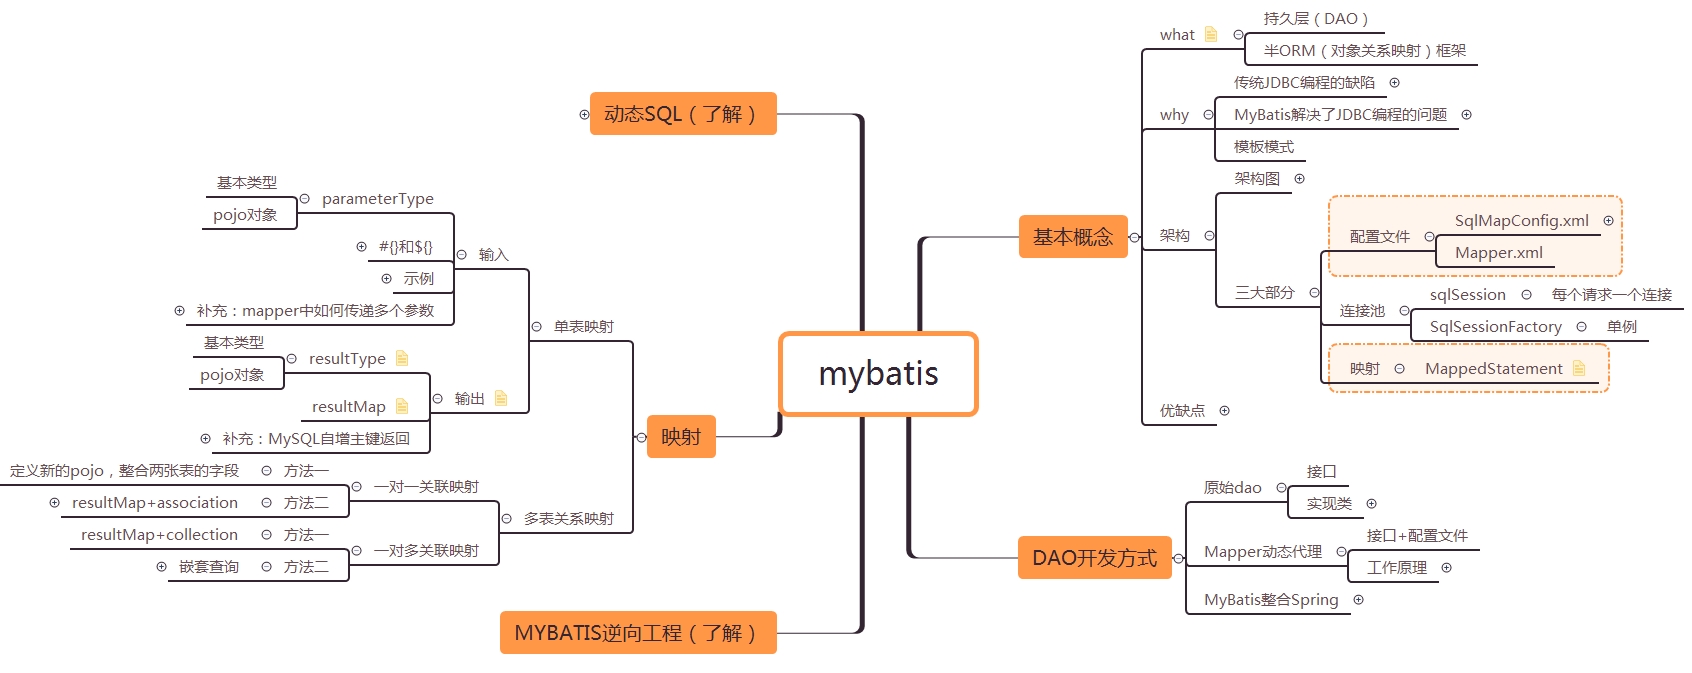 mybatis
基本概念
what
持久层（DAO）
半ORM（对象关系映射）框架
why
传统JDBC编程的缺陷
MyBatis解决了JDBC编程的问题
模板模式
架构
架构图
三大部分
配置文件
SqlMapConfig.xml
Mapper.xml
连接池
sqlSession
每个请求一个连接
SqlSessionFactory
单例
映射
MappedStatement
优缺点
DAO开发方式
原始dao
接口
实现类
Mapper动态代理
接口+配置文件
工作原理
MyBatis整合Spring
动态SQL（了解）
映射
单表映射
输入
parameterType
基本类型
pojo对象
#{}和${}
示例
补充：mapper中如何传递多个参数
输出
resultType
基本类型
pojo对象
resultMap
补充：MySQL自增主键返回
多表关系映射
一对一关联映射
方法一
定义新的pojo，整合两张表的字段
方法二
resultMap+association
一对多关联映射
方法一
resultMap+collection
方法二
嵌套查询
MYBATIS逆向工程（了解）